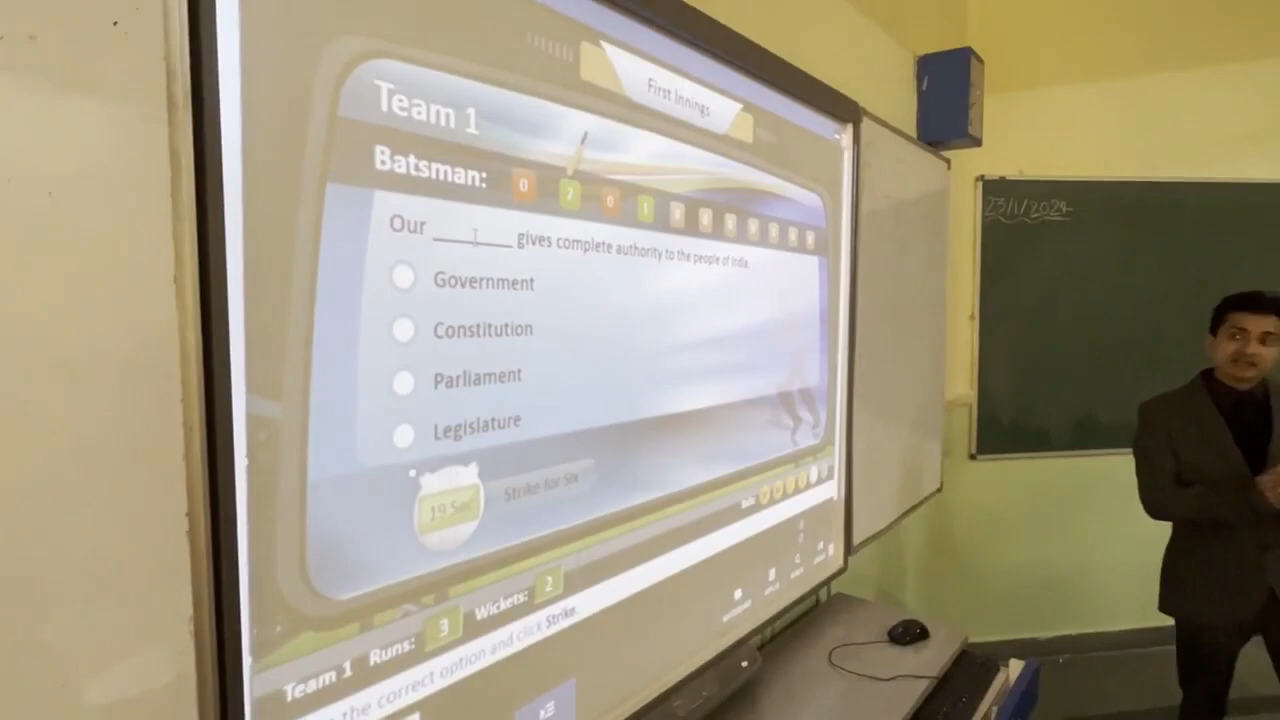 First Innings
Team 1
Batsman: 0 2 0 1
Our ________ gives complete authority to the people of India.
Government
Constitution
Parliament
Legislature
19 Sec
Strike for Six
Balls:
Team 1 Runs: 3 Wickets: 2
the correct option and click Strike.
23/1/2024